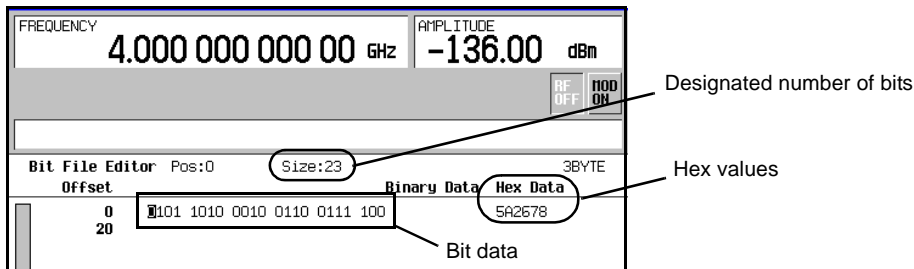 FREQUENCY
4.000 000 000 00 GHz
AMPLITUDE
-136.00 dBm
RF OFF
MOD ON
Designated number of bits
Bit File Editor Pos:0 Size:23 3BYTE
Hex values
Offset Binary Data Hex Data
0 0101 1010 0010 0110 0111 100 5A2678
20
Bit data